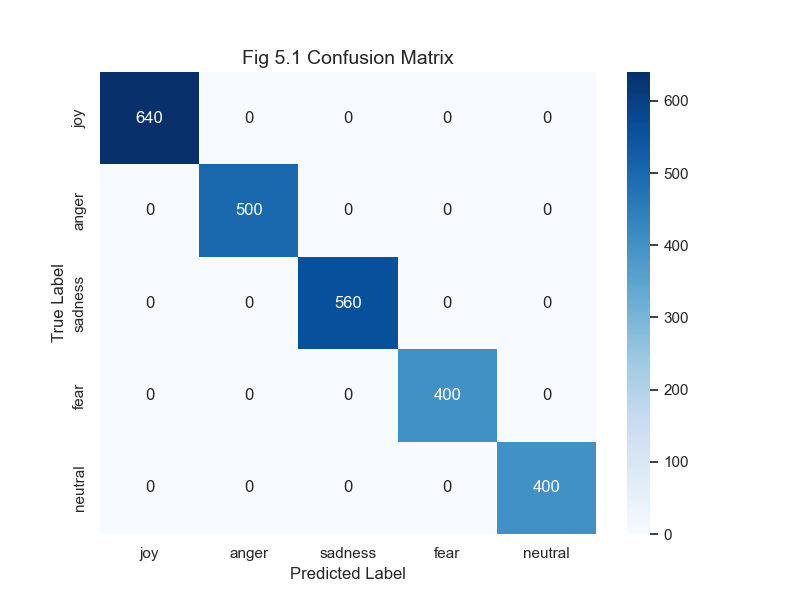 Fig 5.1 Confusion Matrix
True Label
joy 640 0 0 0 0
anger 0 500 0 0 0
sadness 0 0 560 0 0
fear 0 0 0 400 0
neutral 0 0 0 0 400
joy anger sadness fear neutral
Predicted Label
600
500
400
300
200
100
0